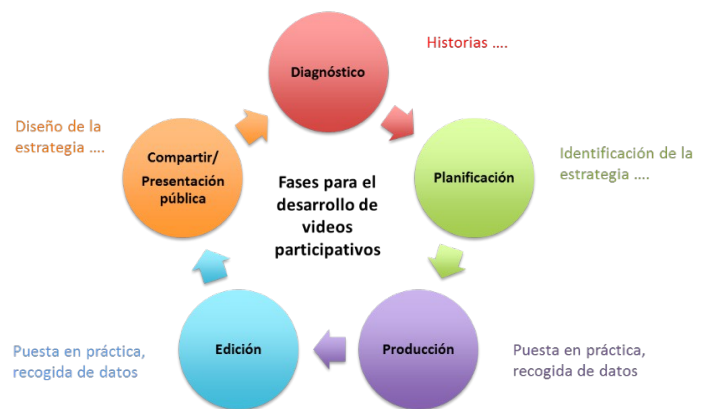 Diagnóstico
Historias ....
Planificación
Identificación de la
estrategia ....
Producción
Puesta en práctica,
recogida de datos
Edición
Puesta en práctica,
recogida de datos
Compartir/
Presentación
pública
Diseño de la
estrategia ....
Fases para el
desarrollo de
videos
participativos